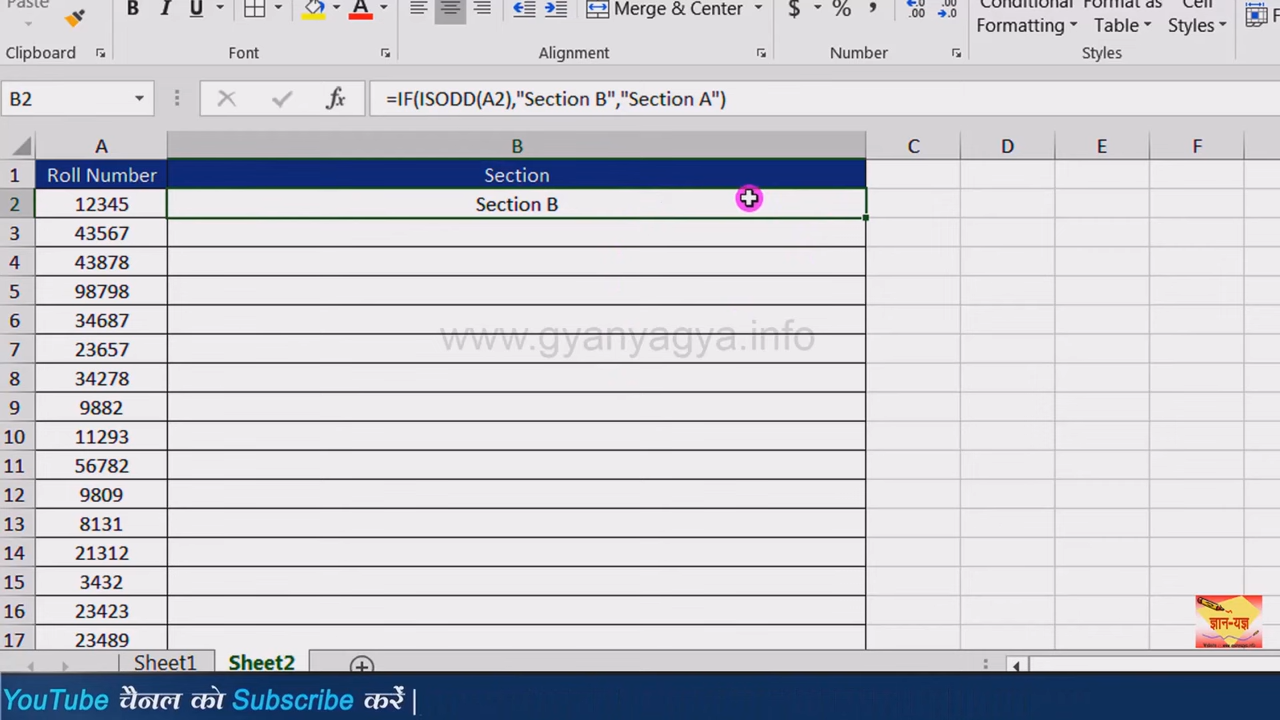 Paste
B I U A
Merge & Center
$ % ,
.00
Conditional Format as Cell
Formatting Table Styles
Clipboard Font Alignment Number Styles
B2 fx =IF(ISODD(A2),"Section B","Section A")
A B C D E F
1 Roll Number Section
2 12345 Section B
3 43567
4 43878
5 98798
6 34687
www.gyanyagya.info
7 23657
8 34278
9 9882
10 11293
11 56782
12 9809
13 8131
14 21312
15 3432
16 23423
17 23489
ज्ञान-यज्ञ
Sheet1 Sheet2
YouTube चैनल को Subscribe करें |